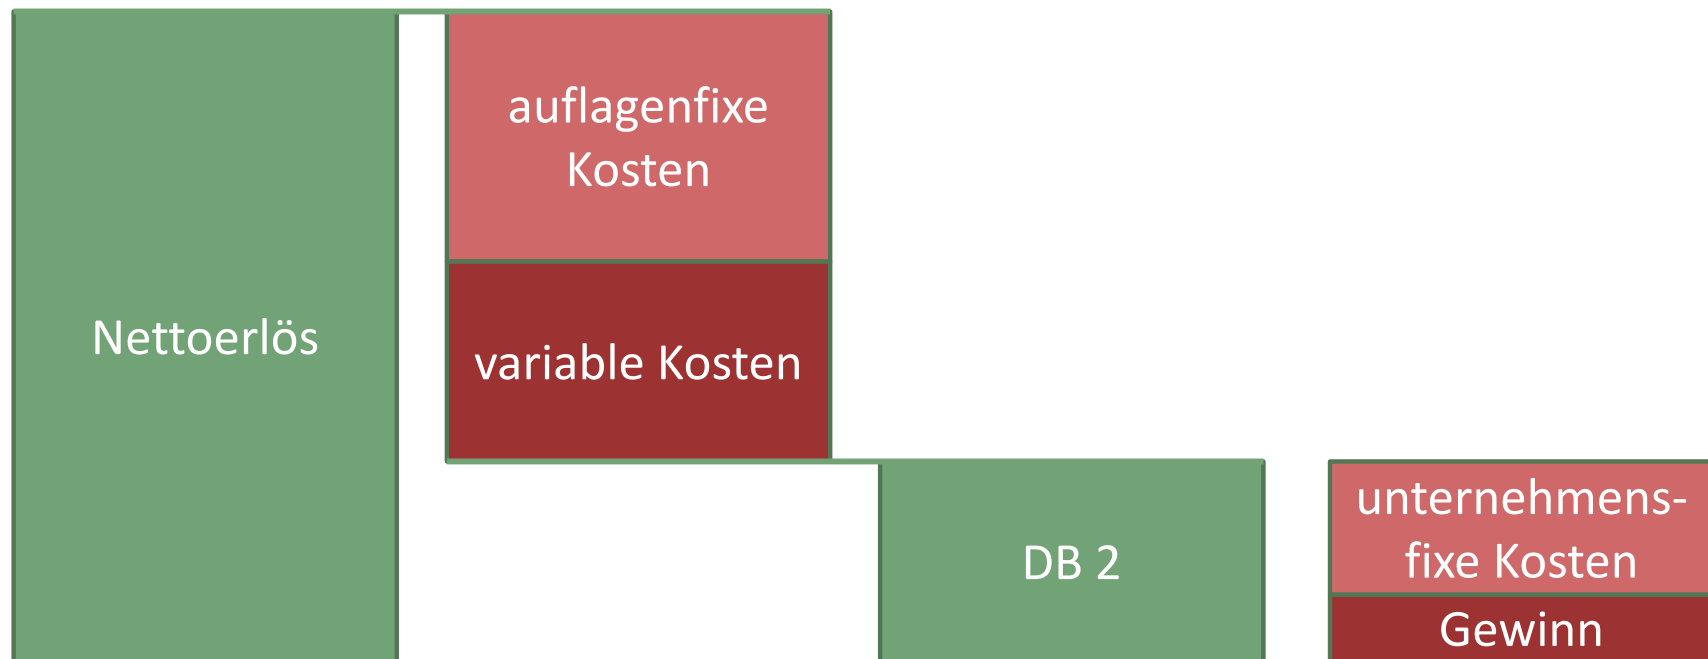 auflagenfixe
Kosten
Nettoerlös
variable Kosten
DB 2
unternehmens-
fixe Kosten
Gewinn